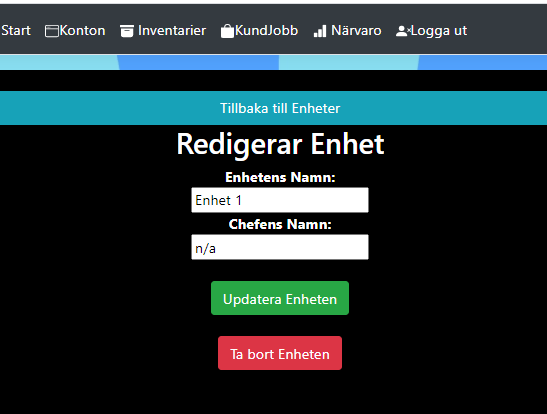 Start Konton Inventarier KundJobb Närvaro Logga ut
Tillbaka till Enheter
Redigerar Enhet
Enhetens Namn:
Enhet 1
Chefens Namn:
n/a
Updatera Enheten
Ta bort Enheten